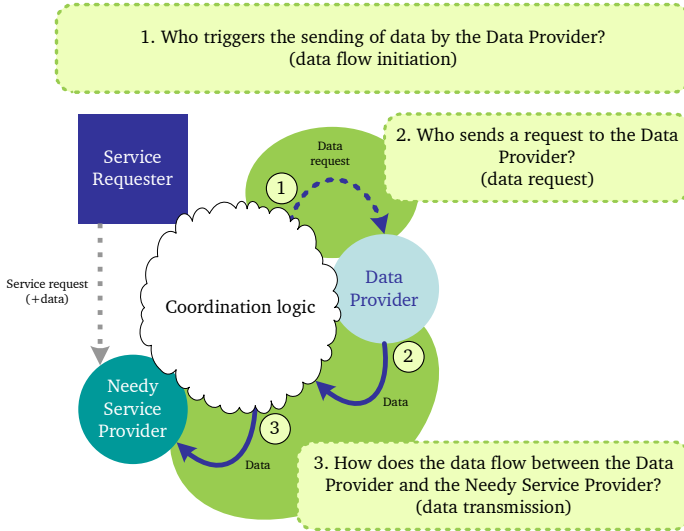 1. Who triggers the sending of data by the Data Provider?
(data flow initiation)
Service
Requester
Data
request
1
2. Who sends a request to the Data
Provider?
(data request)
Service request
(+data)
Coordination logic
Data
Provider
2
Data
Needy
Service
Provider
3
Data
3. How does the data flow between the Data
Provider and the Needy Service Provider?
(data transmission)